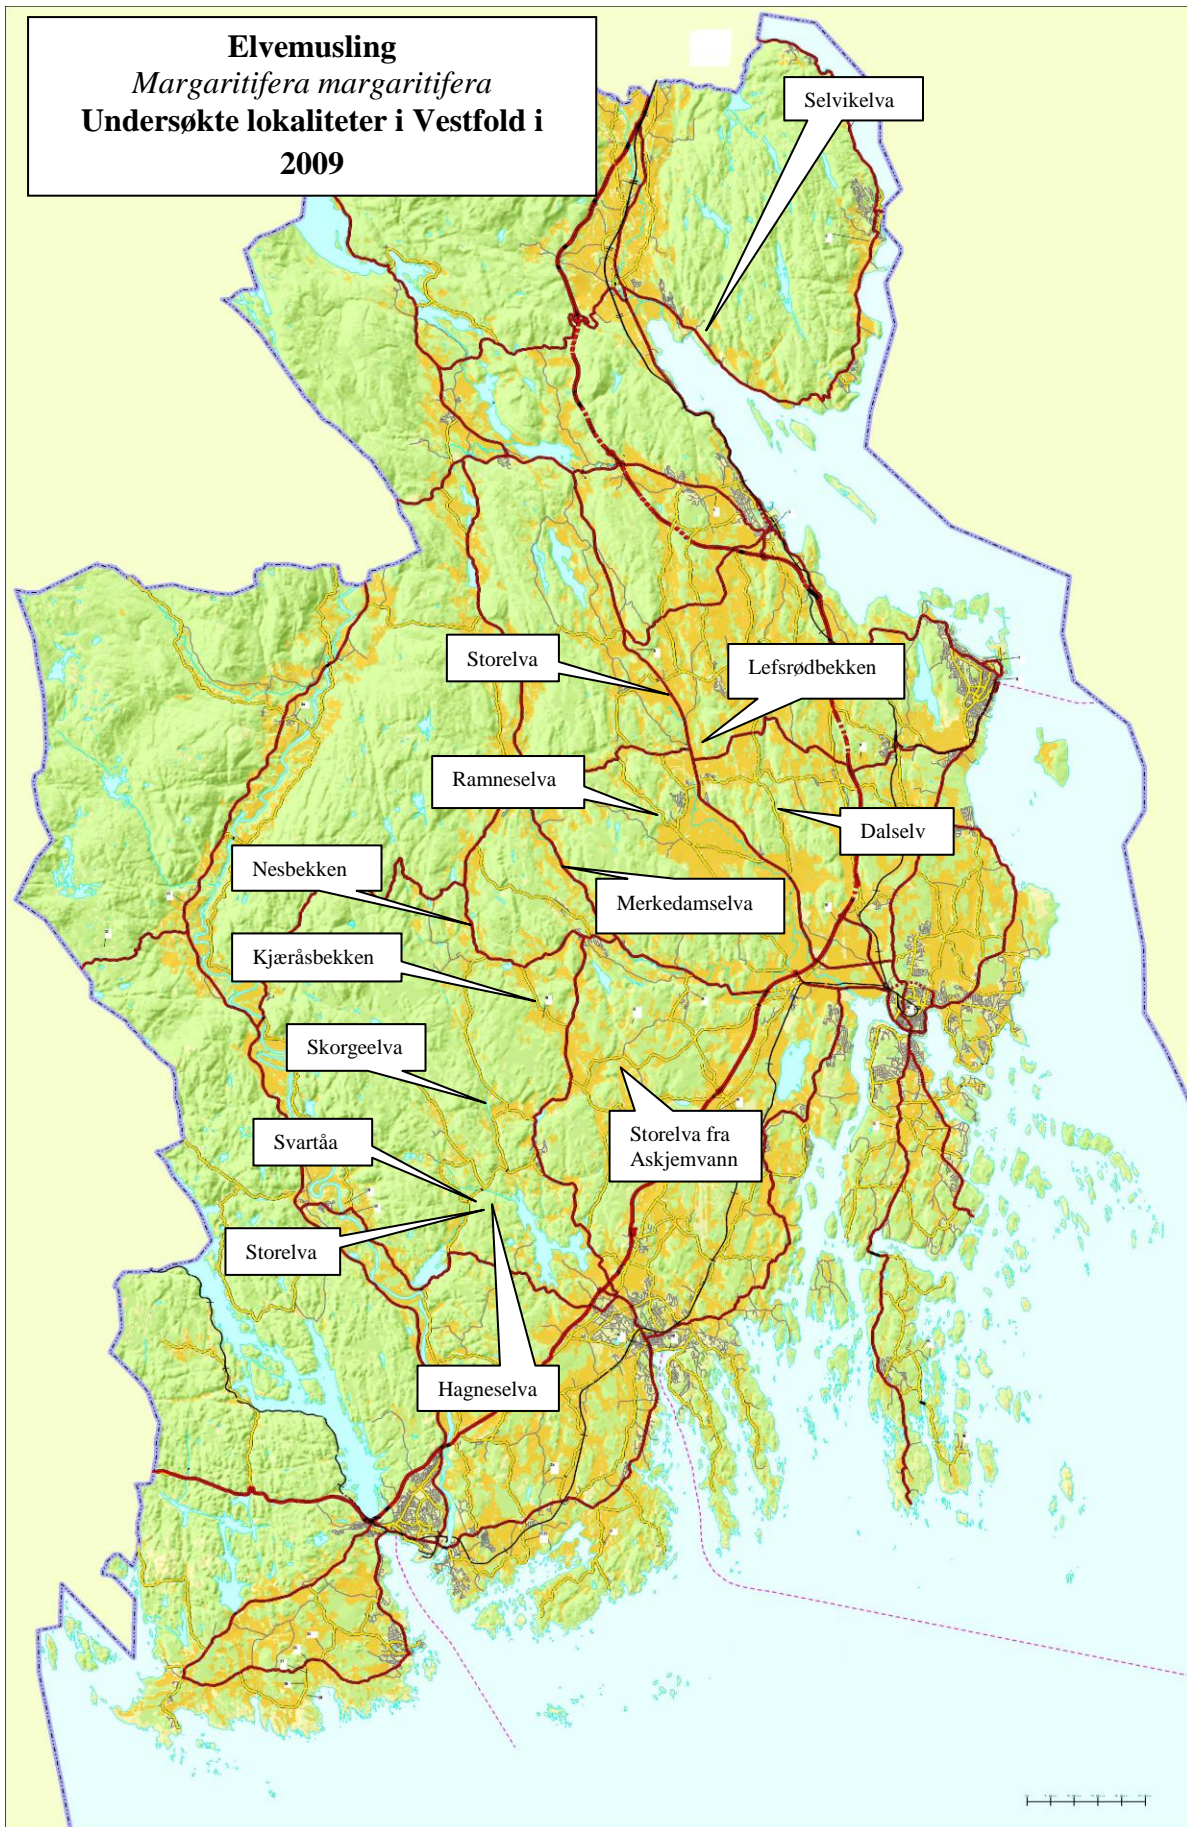 Elvemusling
Margaritifera margaritifera
Undersøkte lokaliteter i Vestfold i
2009
Selvikelva
Storelva
Lefsrødbekken
Ramneselva
Dalselv
Nesbekken
Merkedamselva
Kjæråsbekken
Skorgeelva
Storelva fra
Askjemvann
Svartåa
Storelva
Hagneselva